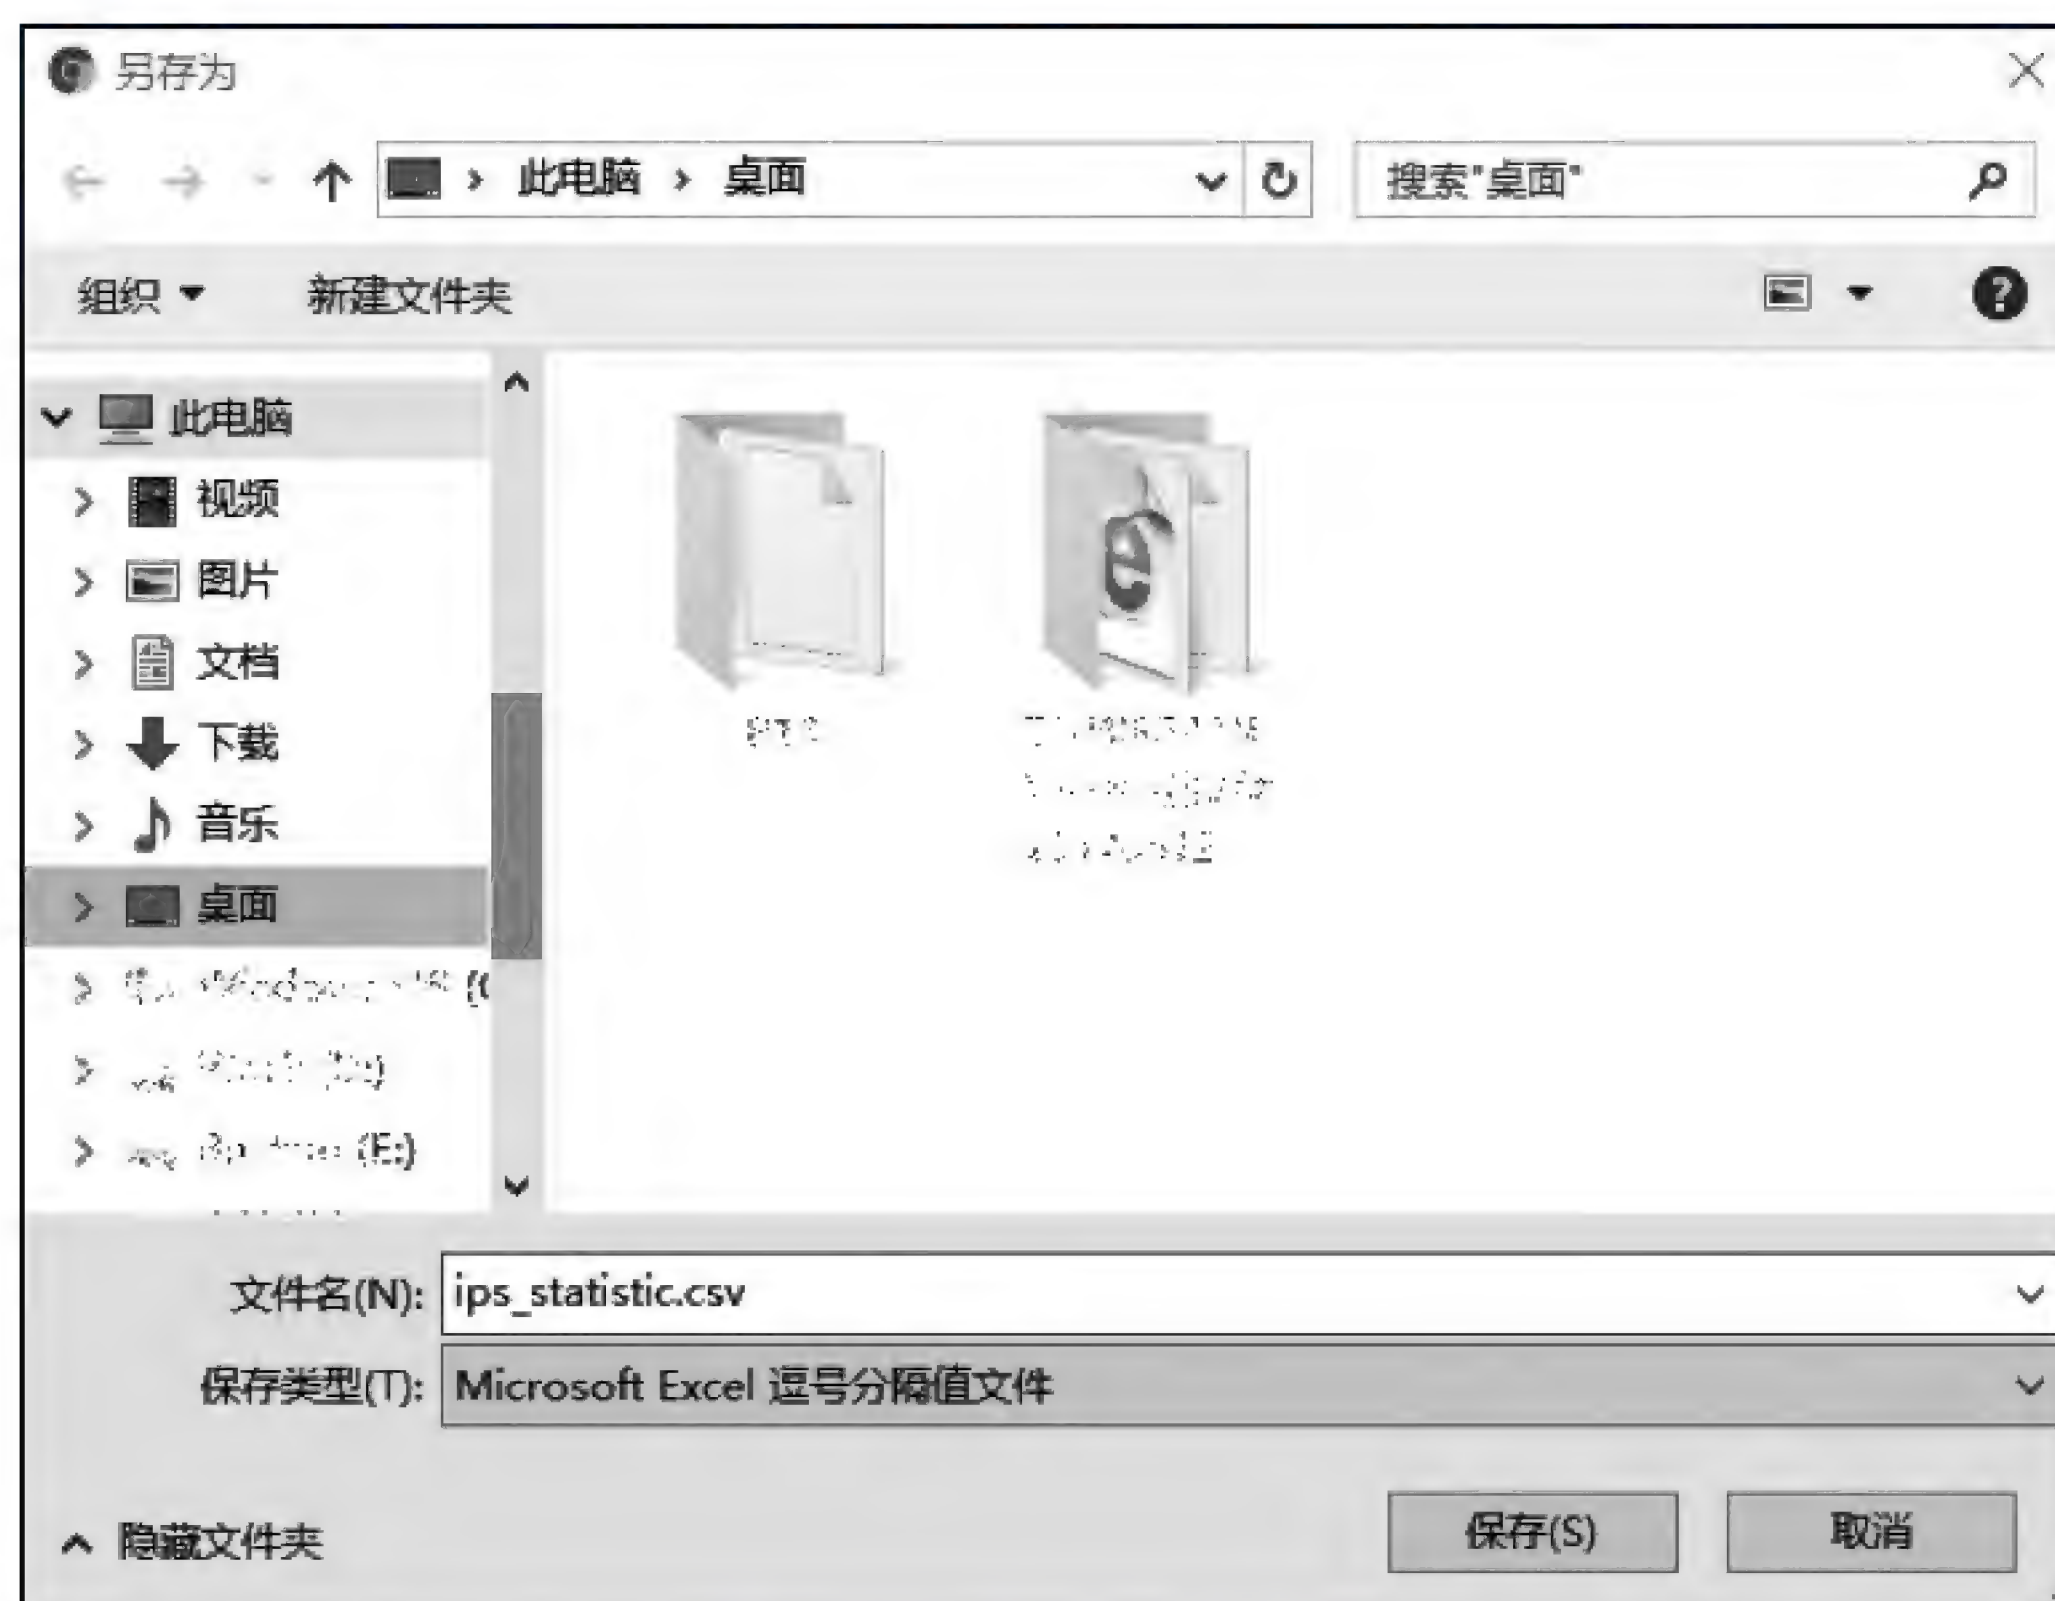 另存为
此电脑 > 桌面
搜索"桌面"
组织
新建文件夹
此电脑
视频
图片
文档
下载
音乐
桌面
(E:)
文件名(N): ips_statistic.csv
保存类型(T): Microsoft Excel 逗号分隔值文件
隐藏文件夹
保存(S)
取消